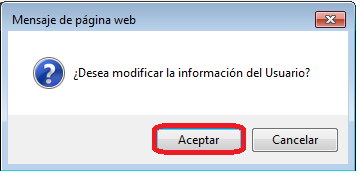 Mensaje de página web
¿Desea modificar la información del Usuario?
Aceptar
Cancelar